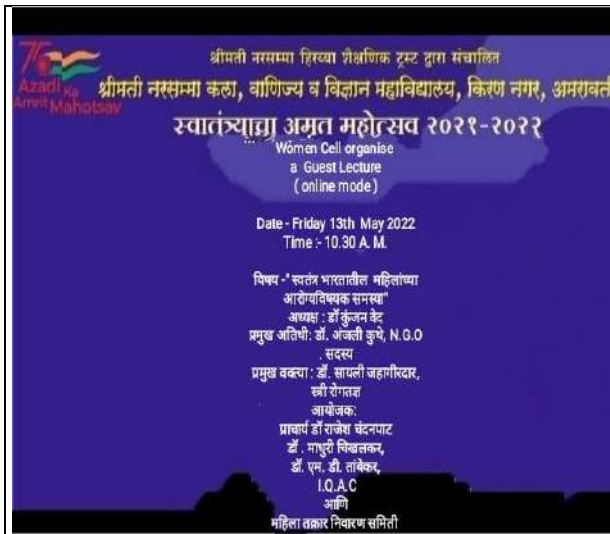 75
Azadi Ka
Amrit Mahotsav
श्रीमती नरसम्मा हिरय्या शैक्षणिक ट्रस्ट द्वारा संचालित
श्रीमती नरसम्मा कला, वाणिज्य व विज्ञान महाविद्यालय, किरण नगर, अमरावती
स्वातंत्र्याचा अमृत महोत्सव २०२१-२०२२
Women Cell organise
a Guest Lecture
( online mode )
Date - Friday 13th May 2022
Time :- 10.30 A. M.
विषय -"स्वतंत्र भारतातील महिलांच्या
आरोग्यविषयक समस्या"
अध्यक्ष : डॉ कुंजन वेद
प्रमुख अतिथी: डॉ. अंजली कुथे, N.G.O
. सदस्य
प्रमुख वक्त्या : डॉ. सायली जहागीरदार,
स्त्री रोगतज्ञ
आयोजक:
प्राचार्य डॉ राजेश चंदनपाट
डॉ . माधुरी चिखलकर,
डॉ. एम. डी. तांबेकर,
I.Q.A.C
आणि
महिला तक्रार निवारण समिती